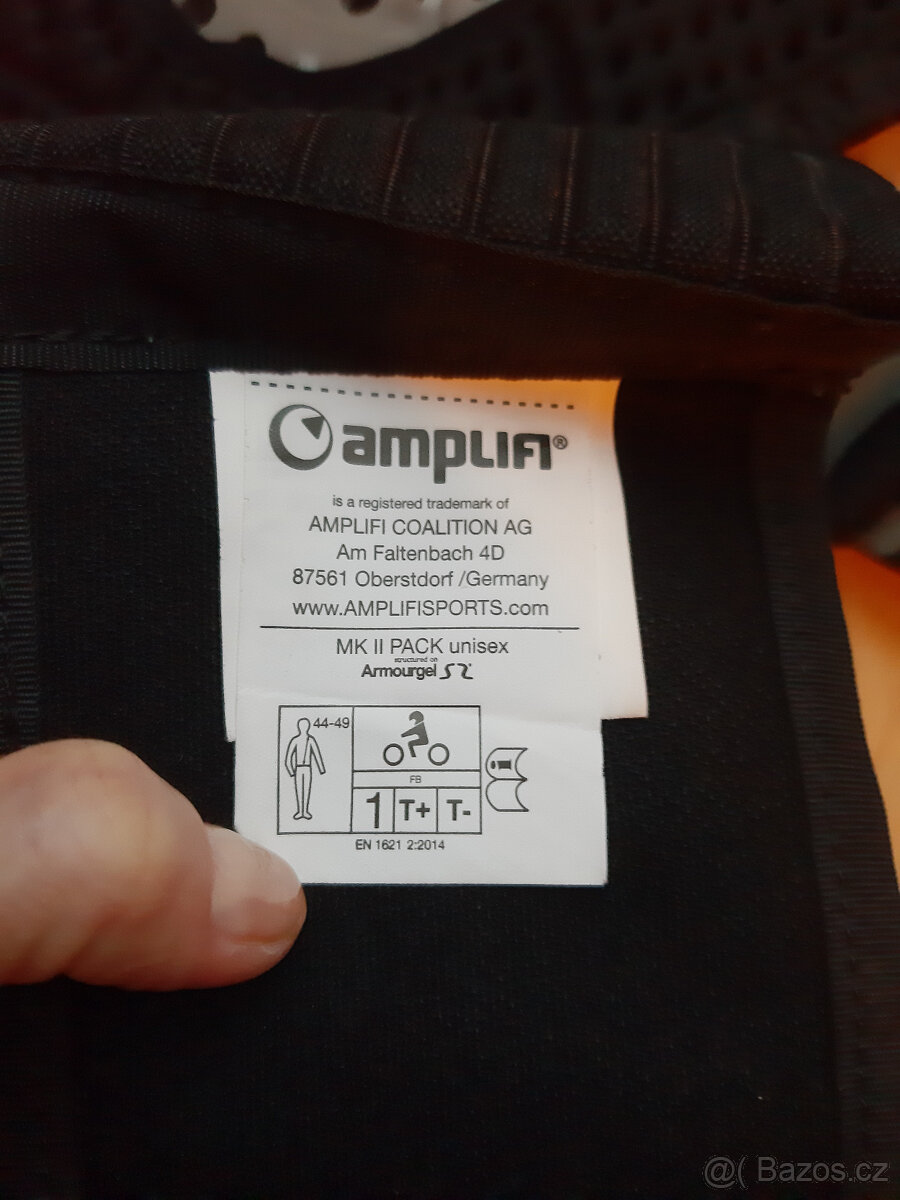 amplifi®
is a registered trademark of
AMPLIFI COALITION AG
Am Faltenbach 4D
87561 Oberstdorf /Germany
www.AMPLIFISPORTS.com
MK II PACK unisex
structured on
Armourgel
44-49
FB
1 T+ T-
EN 1621 2:2014
@( Bazos.cz